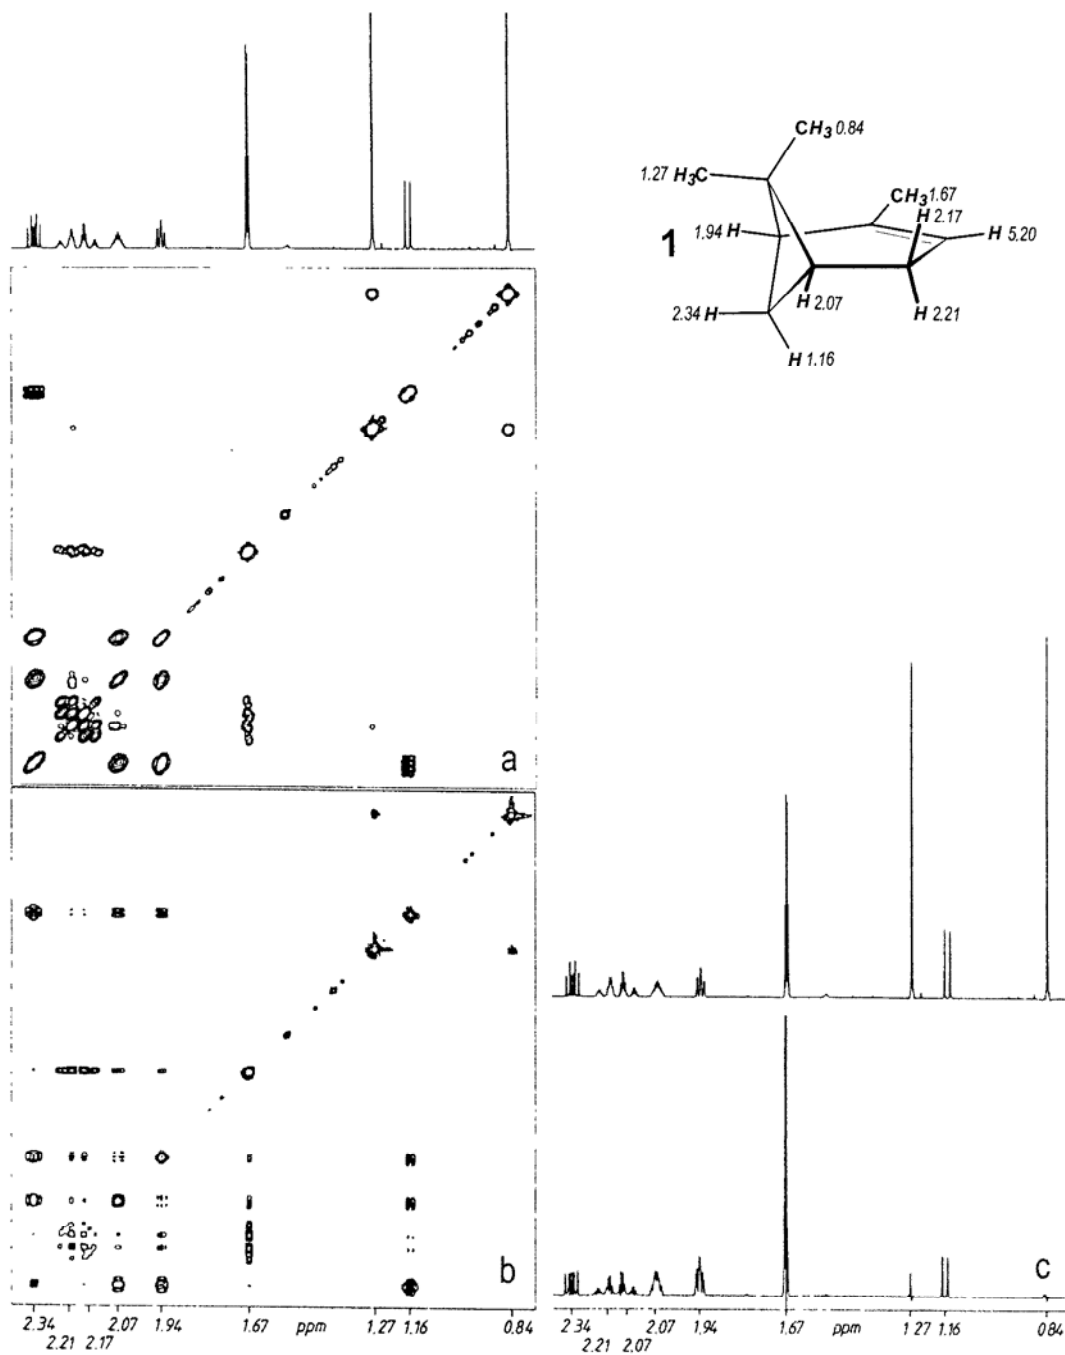 CH3 0.84
1.27 H3C
CH3 1.67
H 2.17
1 1.94 H
H 5.20
H 2.07
2.34 H
H 2.21
H 1.16
a
b
c
2.34 2.07 1.94 1.67 ppm 1.27 1.16 0.84
2.21 2.17
2.34 2.07 1.94 1.67 ppm 1 27 1.16 0.84
2.21 2.07